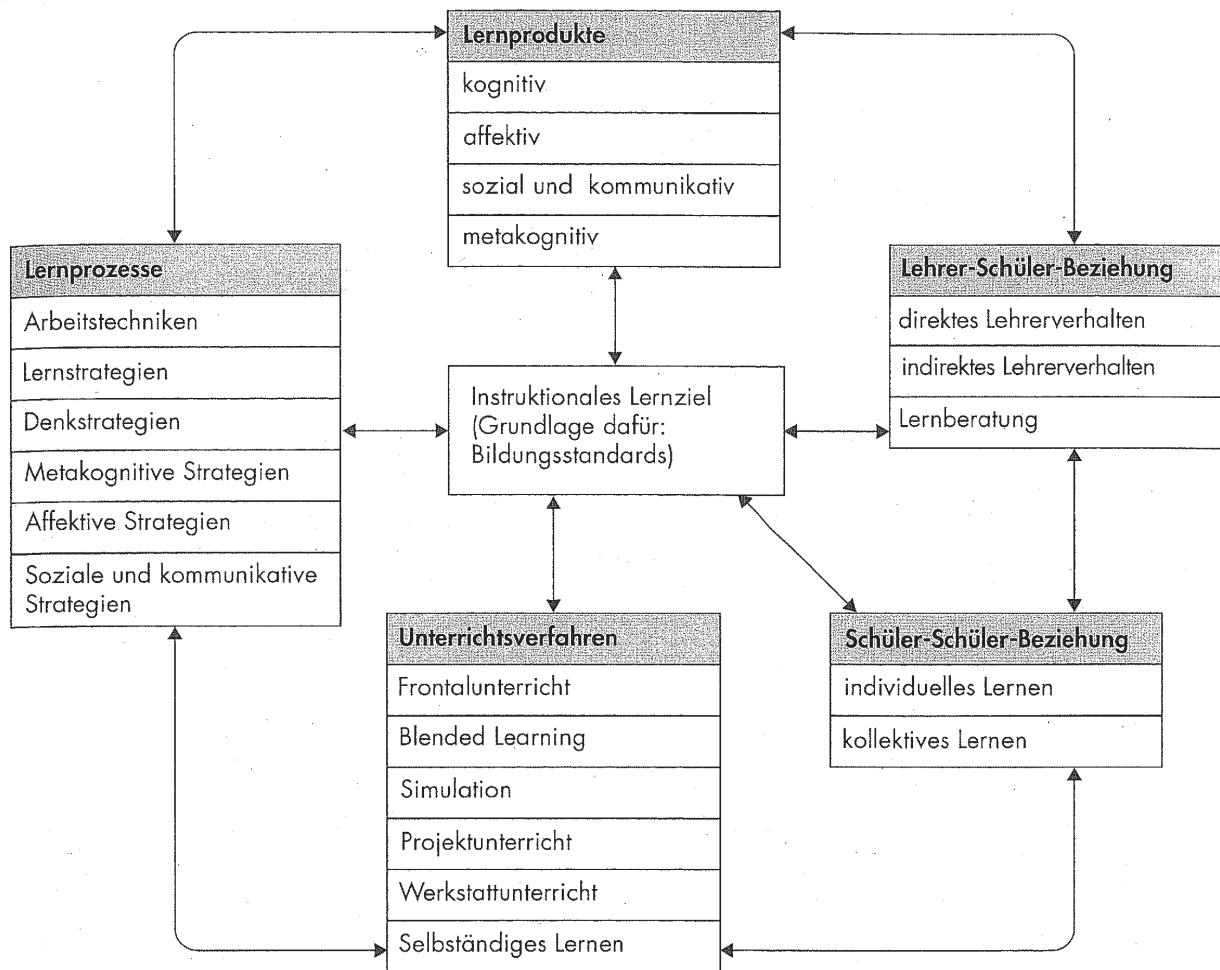 Lernprodukte
kognitiv
affektiv
sozial und kommunikativ
metakognitiv
Lernprozesse
Arbeitstechniken
Lernstrategien
Denkstrategien
Metakognitive Strategien
Affektive Strategien
Soziale und kommunikative
Strategien
Instruktionales Lernziel
(Grundlage dafür:
Bildungsstandards)
Lehrer-Schüler-Beziehung
direktes Lehrerverhalten
indirektes Lehrerverhalten
Lernberatung
Unterrichtsverfahren
Frontalunterricht
Blended Learning
Simulation
Projektunterricht
Werkstattunterricht
Selbständiges Lernen
Schüler-Schüler-Beziehung
individuelles Lernen
kollektives Lernen